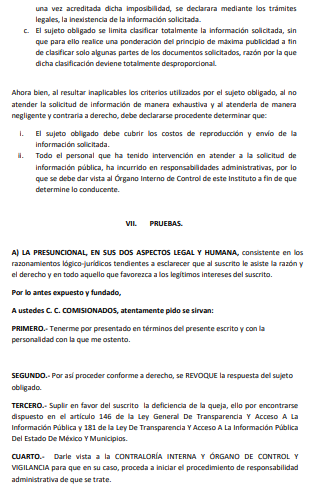 una vez acreditada dicha imposibilidad, se declarara mediante los trámites
legales, la inexistencia de la información solicitada.
c. El sujeto obligado se limita clasificar totalmente la información solicitada, sin
que para ello realice una ponderación del principio de máxima publicidad a fin
de clasificar solo algunas partes de los documentos solicitados, razón por la que
dicha clasificación deviene totalmente desproporcional.
Ahora bien, al resultar inaplicables los criterios utilizados por el sujeto obligado, al no
atender la solicitud de información de manera exhaustiva y al atenderla de manera
negligente y contraria a derecho, debe declararse procedente determinar que:
i. El sujeto obligado debe cubrir los costos de reproducción y envío de la
información solicitada.
ii. Todo el personal que ha tenido intervención en atender a la solicitud de
información pública, ha incurrido en responsabilidades administrativas, por lo
que se debe dar vista al Órgano Interno de Control de este Instituto a fin de que
determine lo conducente.
VII. PRUEBAS.
A) LA PRESUNCIONAL, EN SUS DOS ASPECTOS LEGAL Y HUMANA, consistente en los
razonamientos lógico-jurídicos tendientes a esclarecer que al suscrito le asiste la razón y
el derecho y en todo aquello que favorezca a los legítimos intereses del suscrito.
Por lo antes expuesto y fundado,
A ustedes C. C. COMISIONADOS, atentamente pido se sirvan:
PRIMERO.- Tenerme por presentado en términos del presente escrito y con la
personalidad con la que me ostento.
SEGUNDO.- Por así proceder conforme a derecho, se REVOQUE la respuesta del sujeto
obligado.
TERCERO.- Suplir en favor del suscrito la deficiencia de la queja, ello por encontrarse
dispuesto en el artículo 146 de la Ley General De Transparencia Y Acceso A La
Información Pública y 181 de la Ley De Transparencia Y Acceso A La Información Pública
Del Estado De México Y Municipios.
CUARTO.- Darle vista a la CONTRALORÍA INTERNA Y ÓRGANO DE CONTROL Y
VIGILANCIA para que en su caso, proceda a iniciar el procedimiento de responsabilidad
administrativa de que se trate.